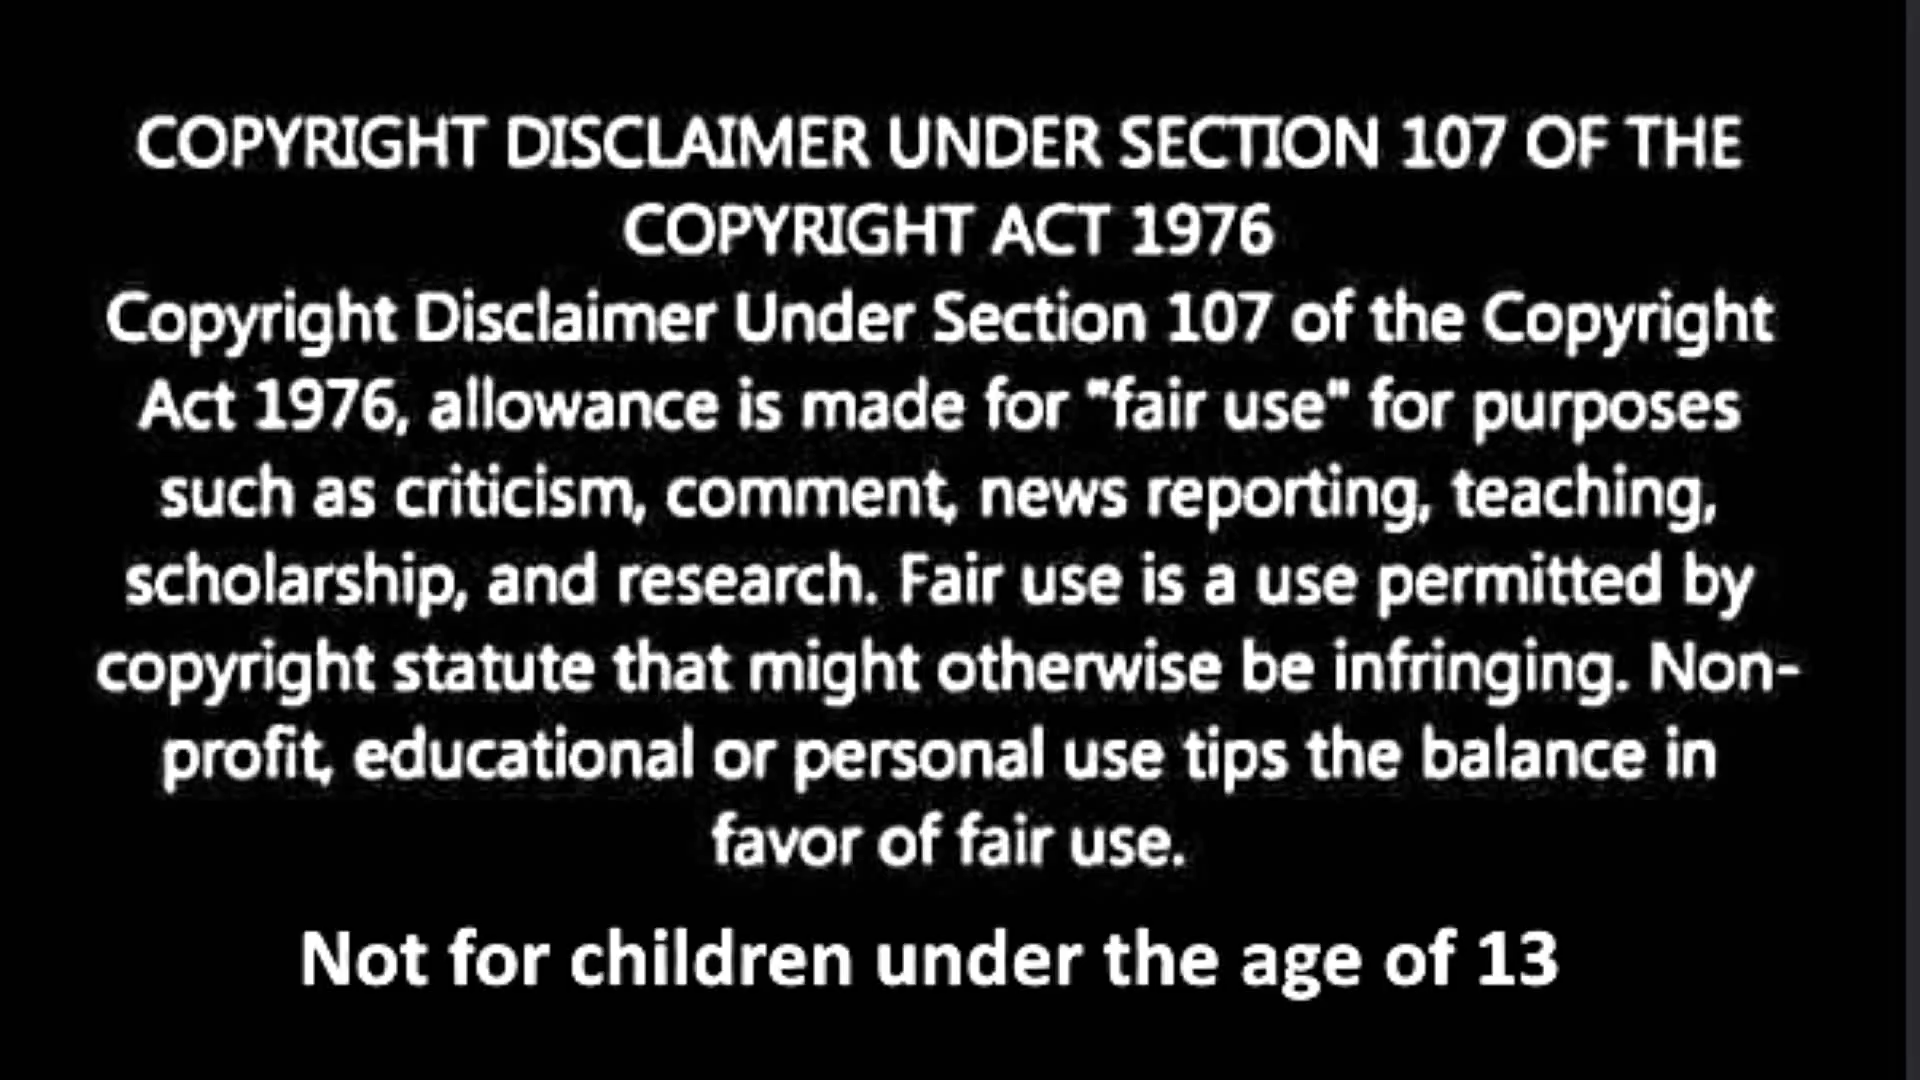 COPYRIGHT DISCLAIMER UNDER SECTION 107 OF THE
COPYRIGHT ACT 1976
Copyright Disclaimer Under Section 107 of the Copyright
Act 1976, allowance is made for "fair use" for purposes
such as criticism, comment, news reporting, teaching,
scholarship, and research. Fair use is a use permitted by
copyright statute that might otherwise be infringing. Non-
profit, educational or personal use tips the balance in
favor of fair use.
Not for children under the age of 13